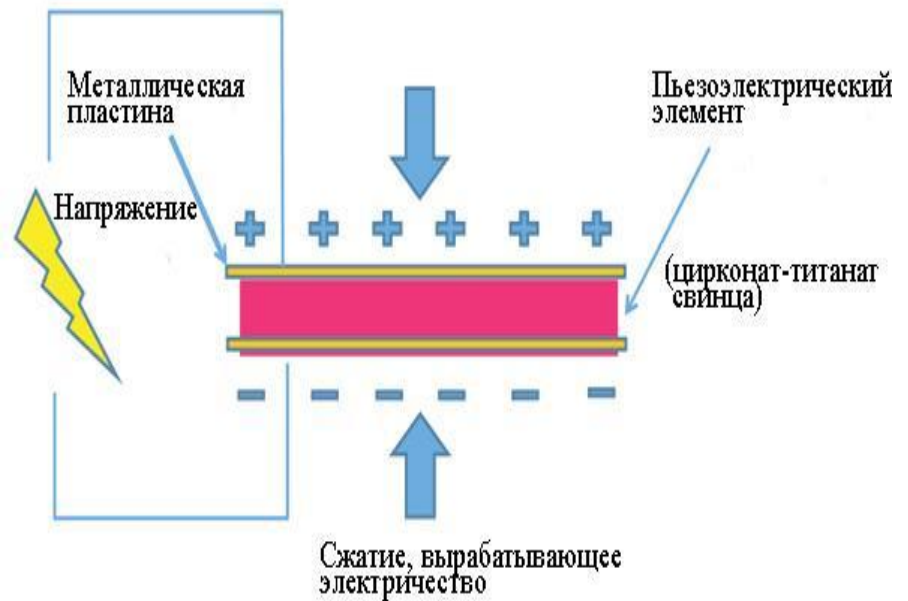 Металлическая
пластина
Пьезоэлектрический
элемент
Напряжение
(цирконат-титанат
свинца)
Сжатие, вырабатывающее
электричество